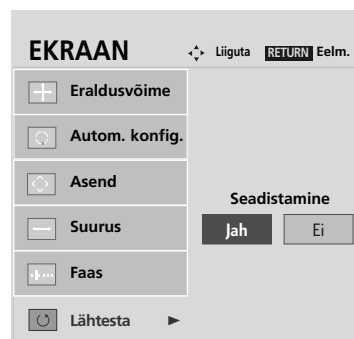 EKRAAN Liiguta RETURN Eelm.
Eraldusvõime
Autom. konfig.
Asend
Seadistamine
Suurus
Jah Ei
Faas
Lähtesta